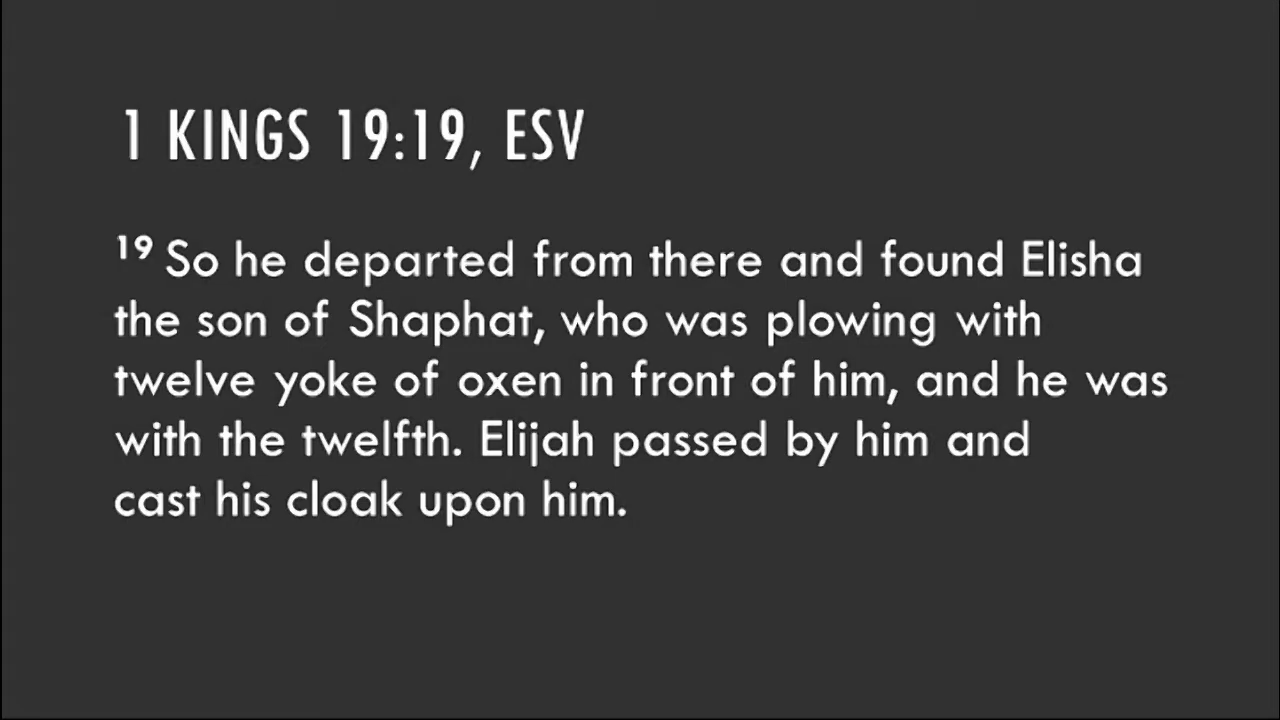 1 KINGS 19:19, ESV
¹⁹ So he departed from there and found Elisha
the son of Shaphat, who was plowing with
twelve yoke of oxen in front of him, and he was
with the twelfth. Elijah passed by him and
cast his cloak upon him.